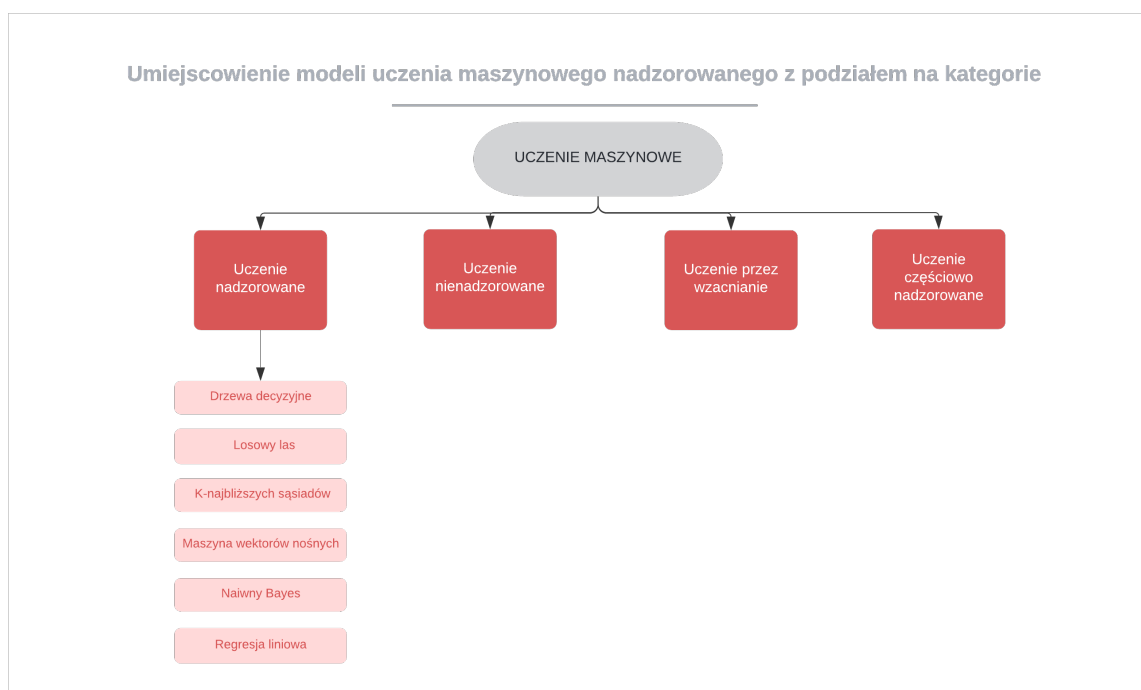 Umiejscowienie modeli uczenia maszynowego nadzorowanego z podziałem na kategorie
UCZENIE MASZYNOWE
Uczenie
nadzorowane
Uczenie
nienadzorowane
Uczenie przez
wzacnianie
Uczenie
częściowo
nadzorowane
Drzewa decyzyjne
Losowy las
K-najbliższych sąsiadów
Maszyna wektorów nośnych
Naiwny Bayes
Regresja liniowa